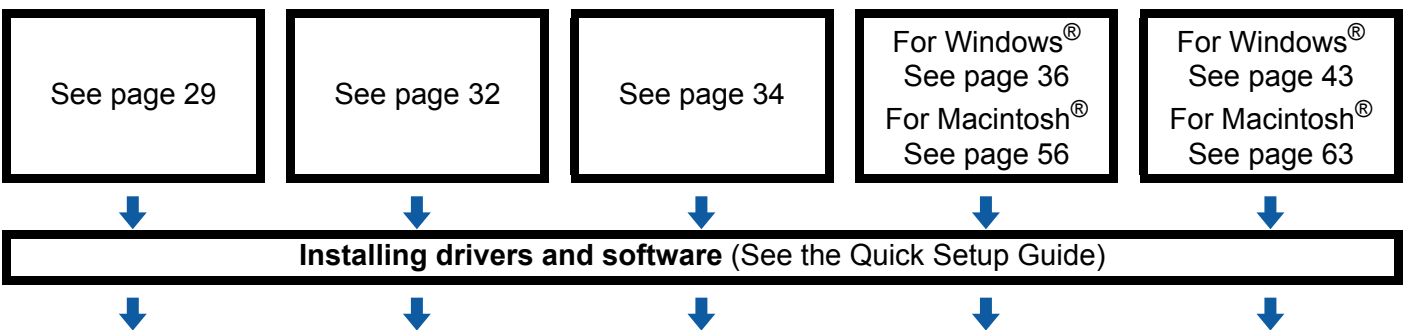 See page 29
See page 32
See page 34
For Windows®
See page 36
For Macintosh®
See page 56
For Windows®
See page 43
For Macintosh®
See page 63
Installing drivers and software (See the Quick Setup Guide)